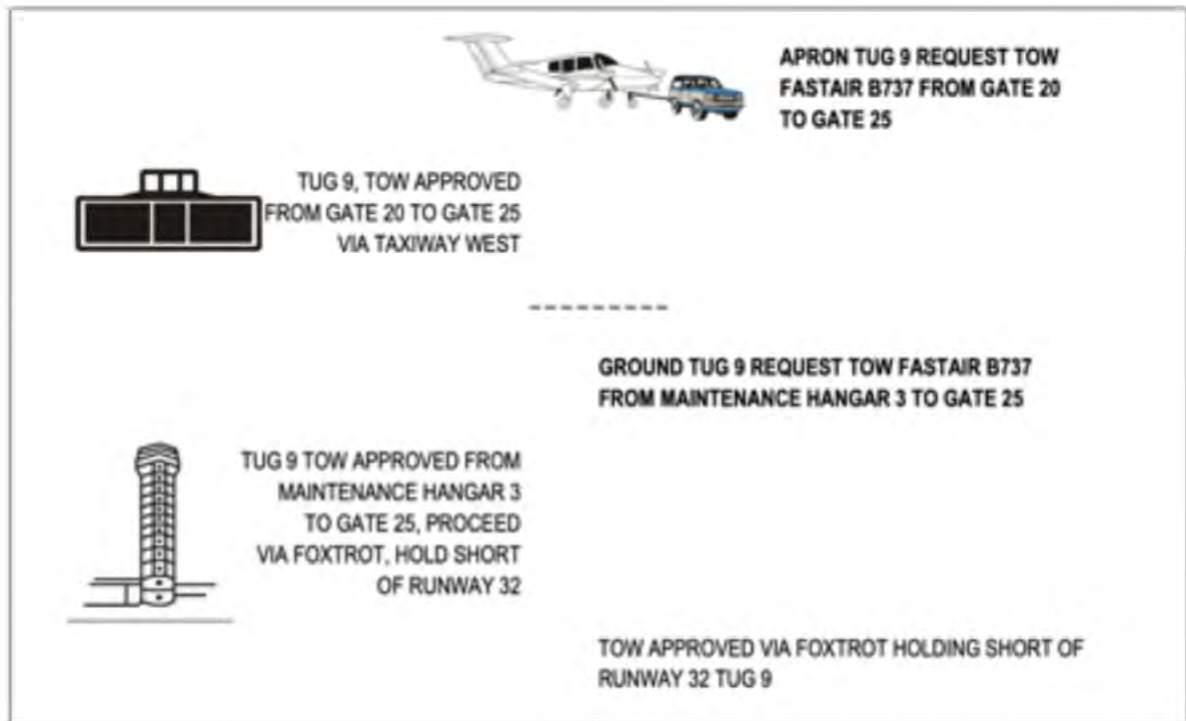 APRON TUG 9 REQUEST TOW
FASTAIR B737 FROM GATE 20
TO GATE 25
TUG 9, TOW APPROVED
FROM GATE 20 TO GATE 25
VIA TAXIWAY WEST
----------
GROUND TUG 9 REQUEST TOW FASTAIR B737
FROM MAINTENANCE HANGAR 3 TO GATE 25
TUG 9 TOW APPROVED FROM
MAINTENANCE HANGAR 3
TO GATE 25, PROCEED
VIA FOXTROT, HOLD SHORT
OF RUNWAY 32
TOW APPROVED VIA FOXTROT HOLDING SHORT OF
RUNWAY 32 TUG 9